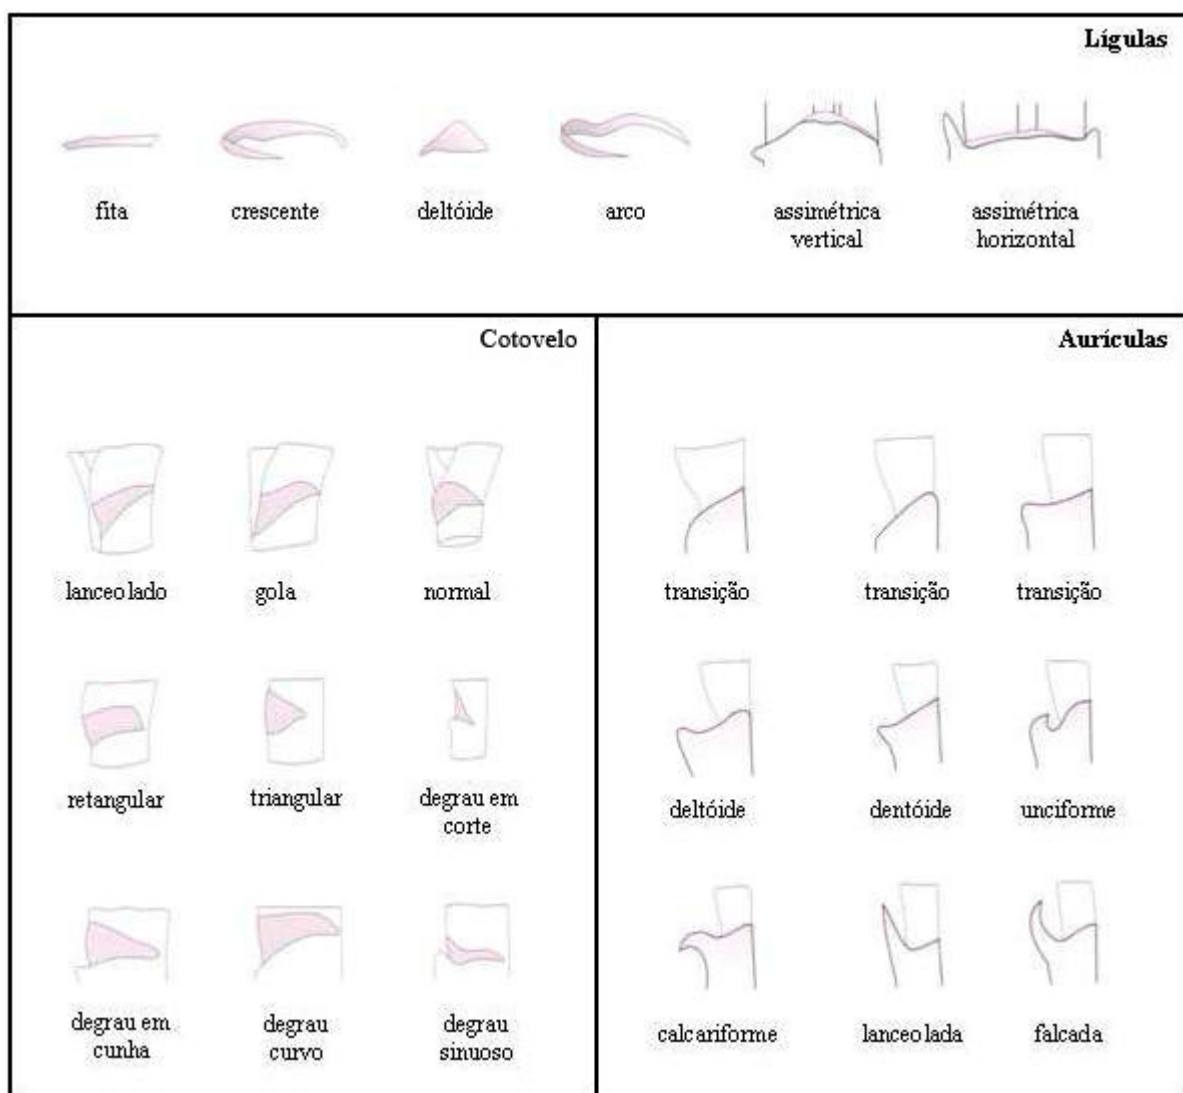 Lígulas
fita
crescente
deltóide
arco
assimétrica
vertical
assimétrica
horizontal
Cotovelo
lanceolado
gola
normal
retangular
triangular
degrau em
corte
degrau em
cunha
degrau
curvo
degrau
sinuoso
Aurículas
transição
transição
transição
deltóide
dentóide
unciforme
calcariforme
lanceolada
falcada